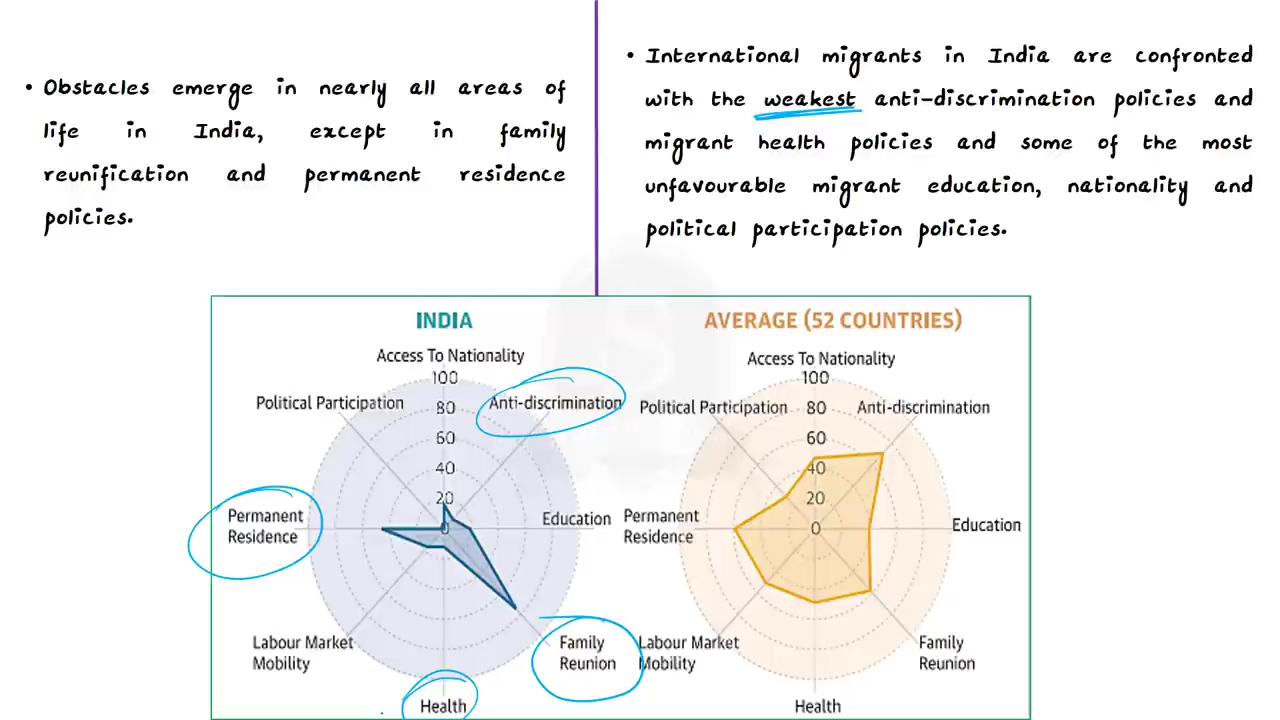 • Obstacles emerge in nearly all areas of
life in India, except in family
reunification and permanent residence
policies.
• International migrants in India are confronted
with the weakest anti-discrimination policies and
migrant health policies and some of the most
unfavourable migrant education, nationality and
political participation policies.
INDIA
Access To Nationality
100
Political Participation
Anti-discrimination
80
60
40
20
0
Permanent
Residence
Education
Labour Market
Mobility
Family
Reunion
Health
AVERAGE (52 COUNTRIES)
Access To Nationality
100
Political Participation
Anti-discrimination
80
60
40
20
0
Permanent
Residence
Education
Labour Market
Mobility
Family
Reunion
Health